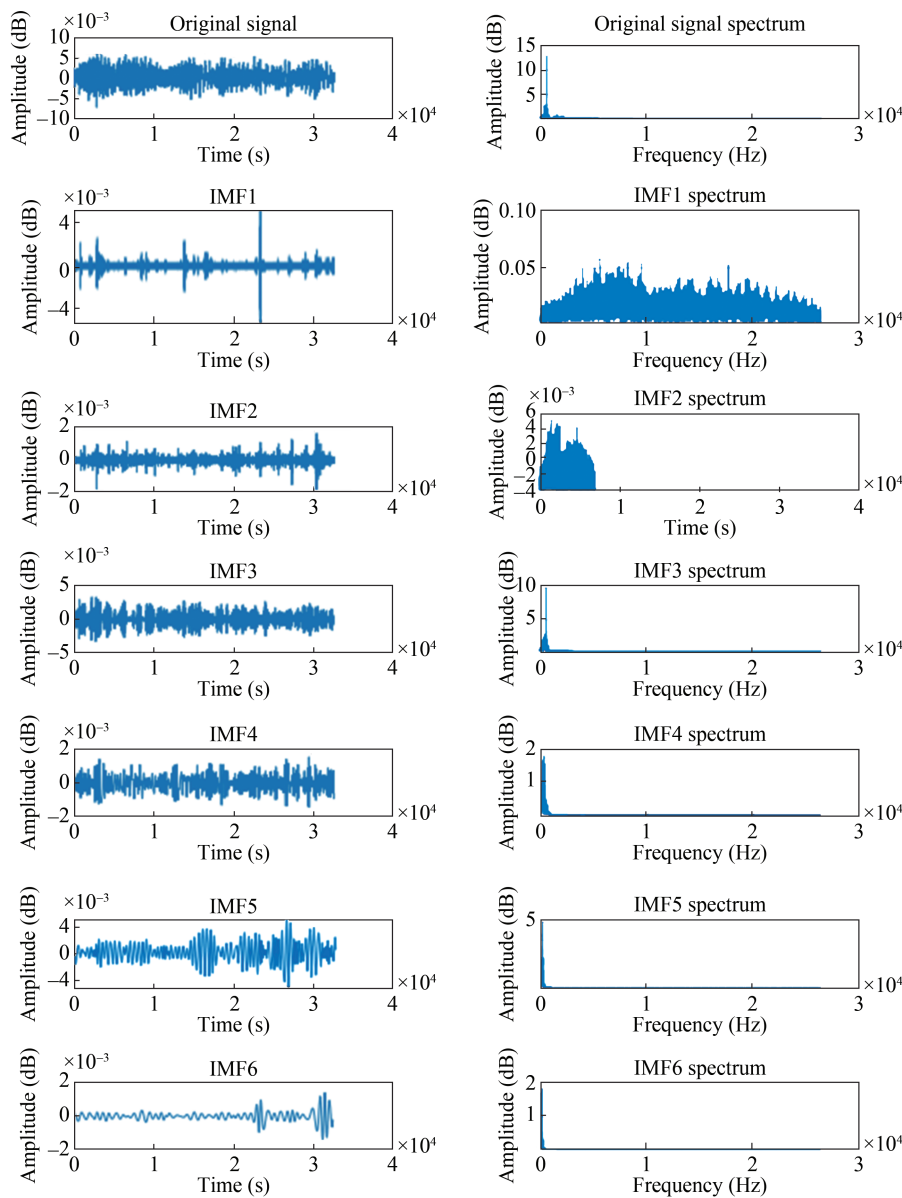 Original signal
×10⁻³
Amplitude (dB)
10
5
0
−5
−10
0 1 2 3 4
×10⁴
Time (s)
Original signal spectrum
Amplitude (dB)
15
10
5
0 1 2 3
×10⁴
Frequency (Hz)
IMF1
×10⁻³
Amplitude (dB)
4
0
−4
0 1 2 3 4
×10⁴
Time (s)
IMF1 spectrum
Amplitude (dB)
0.10
0.05
0 1 2 3
×10⁴
Frequency (Hz)
IMF2
×10⁻³
Amplitude (dB)
2
0
−2
0 1 2 3 4
×10⁴
Time (s)
IMF2 spectrum
×10⁻³
Amplitude (dB)
6
4
2
0
−2
−4
1 2 3 4
×10⁴
Time (s)
IMF3
×10⁻³
Amplitude (dB)
5
0
−5
0 1 2 3 4
×10⁴
Time (s)
IMF3 spectrum
Amplitude (dB)
10
5
0 1 2 3
×10⁴
Frequency (Hz)
IMF4
×10⁻³
Amplitude (dB)
2
0
−2
0 1 2 3 4
×10⁴
Time (s)
IMF4 spectrum
Amplitude (dB)
2
1
0 1 2 3
×10⁴
Frequency (Hz)
IMF5
×10⁻³
Amplitude (dB)
4
0
−4
0 1 2 3 4
×10⁴
Time (s)
IMF5 spectrum
Amplitude (dB)
5
0 1 2 3
×10⁴
Frequency (Hz)
IMF6
×10⁻³
Amplitude (dB)
2
0
−2
0 1 2 3 4
×10⁴
Time (s)
IMF6 spectrum
Amplitude (dB)
2
1
0 1 2 3
×10⁴
Frequency (Hz)